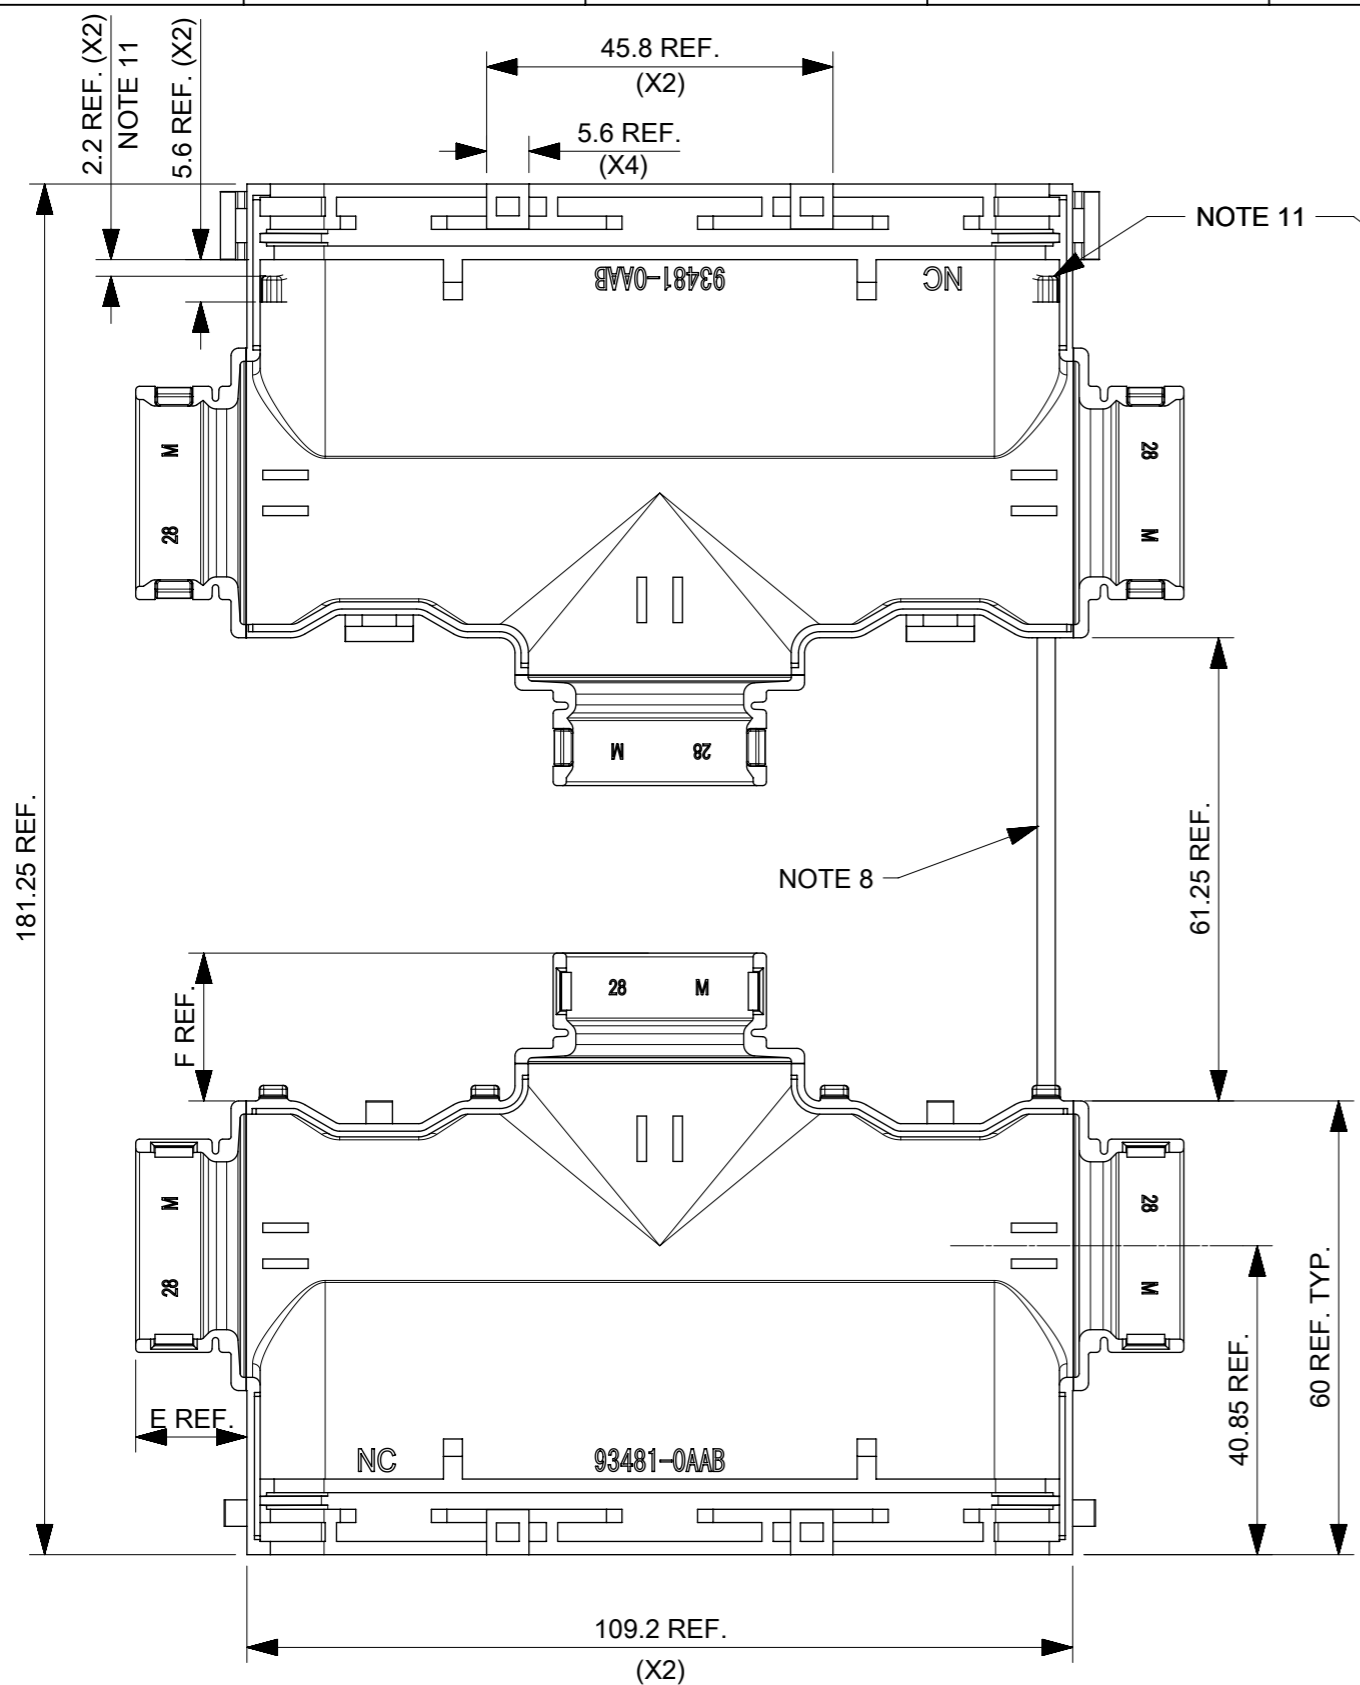 2.2 REF. (X2)
NOTE 11
5.6 REF. (X2)
45.8 REF.
(X2)
5.6 REF.
(X4)
NOTE 11
93481-0AAB
NC
M
28
28
M
M
28
181.25 REF.
NOTE 8
61.25 REF.
F REF.
28
M
M
28
28
M
E REF.
NC
93481-0AAB
40.85 REF.
60 REF. TYP.
109.2 REF.
(X2)